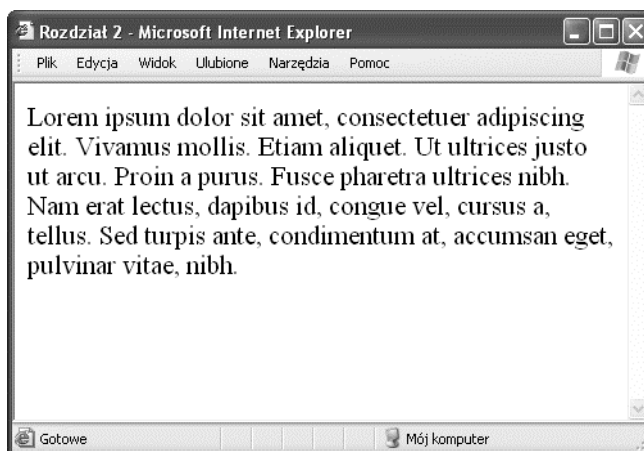 Rozdział 2 - Microsoft Internet Explorer
Plik Edycja Widok Ulubione Narzędzia Pomoc
Lorem ipsum dolor sit amet, consectetuer adipiscing
elit. Vivamus mollis. Etiam aliquet. Ut ultrices justo
ut arcu. Proin a purus. Fusce pharetra ultrices nibh.
Nam erat lectus, dapibus id, congue vel, cursus a,
tellus. Sed turpis ante, condimentum at, accumsan eget,
pulvinar vitae, nibh.
Gotowe Mój komputer